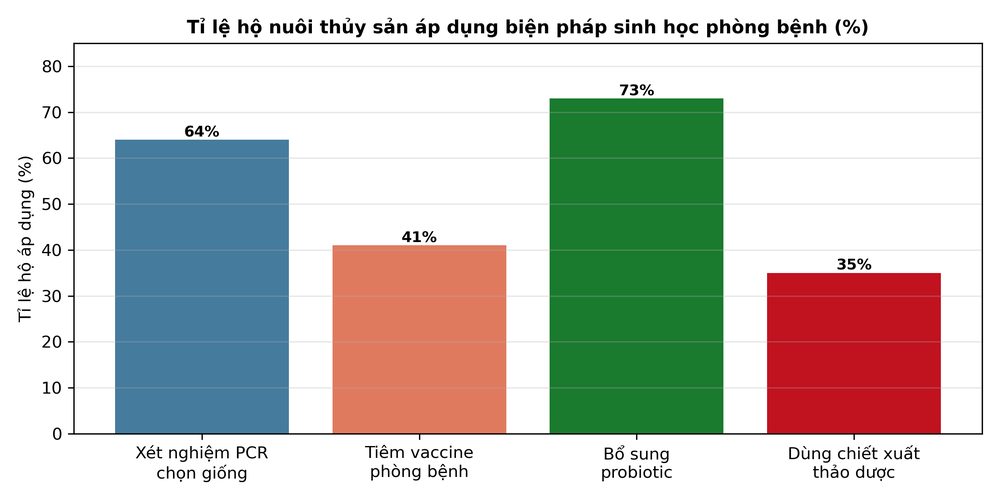 Tỉ lệ hộ nuôi thủy sản áp dụng biện pháp sinh học phòng bệnh (%)
Tỉ lệ hộ áp dụng (%)
80
70
60
50
40
30
20
10
0
64%
41%
73%
35%
Xét nghiệm PCR
chọn giống
Tiêm vaccine
phòng bệnh
Bổ sung
probiotic
Dùng chiết xuất
thảo dược